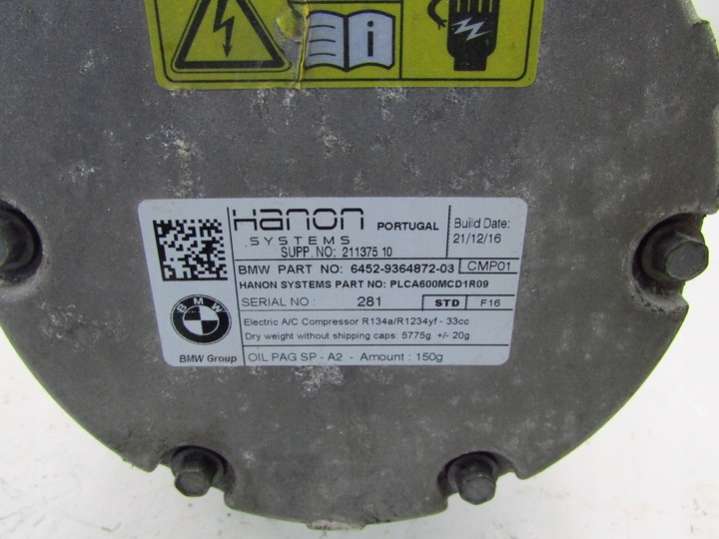 Hanon
SYSTEMS
PORTUGAL
Build Date:
21/12/16
SUPP. NO: 211375 10
BMW PART NO: 6452-9364872-03 CMP01
HANON SYSTEMS PART NO: PLCA600MCD1R09
SERIAL NO: 281 STD F16
BMW
BMW Group
Electric A/C Compressor R134a/R1234yf - 33cc
Dry weight without shipping caps: 5775g +/- 20g
OIL PAG SP - A2 - Amount : 150g